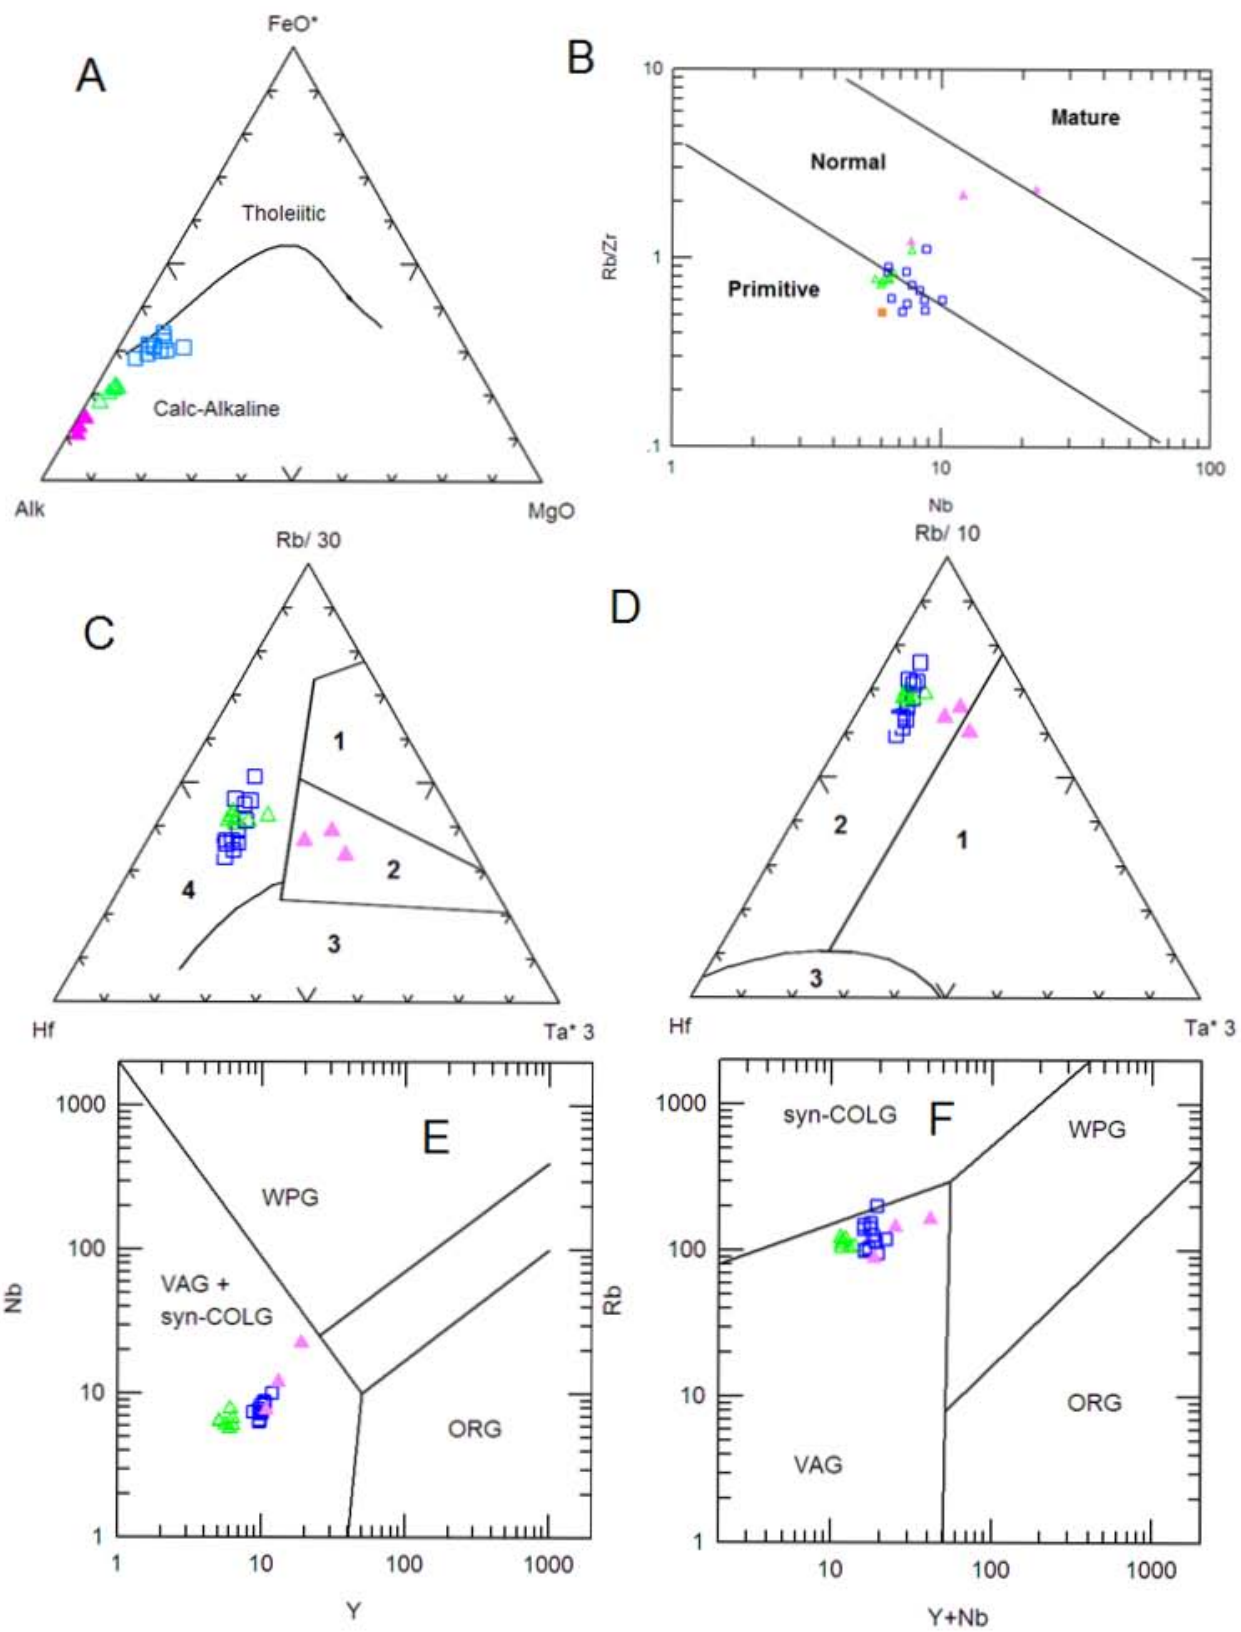 FeO*
A
Tholeiitic
Calc-Alkaline
Alk
MgO
B
10
1
.1
Rb/Zr
Mature
Normal
Primitive
1
10
100
Nb
Rb/ 30
C
1
2
4
3
Hf
Ta* 3
Rb/ 10
D
2
1
3
Hf
Ta* 3
1000
100
10
1
Nb
E
WPG
VAG +
syn-COLG
ORG
1
10
100
1000
Y
1000
100
10
1
Rb
syn-COLG
F
WPG
ORG
VAG
10
100
1000
Y+Nb